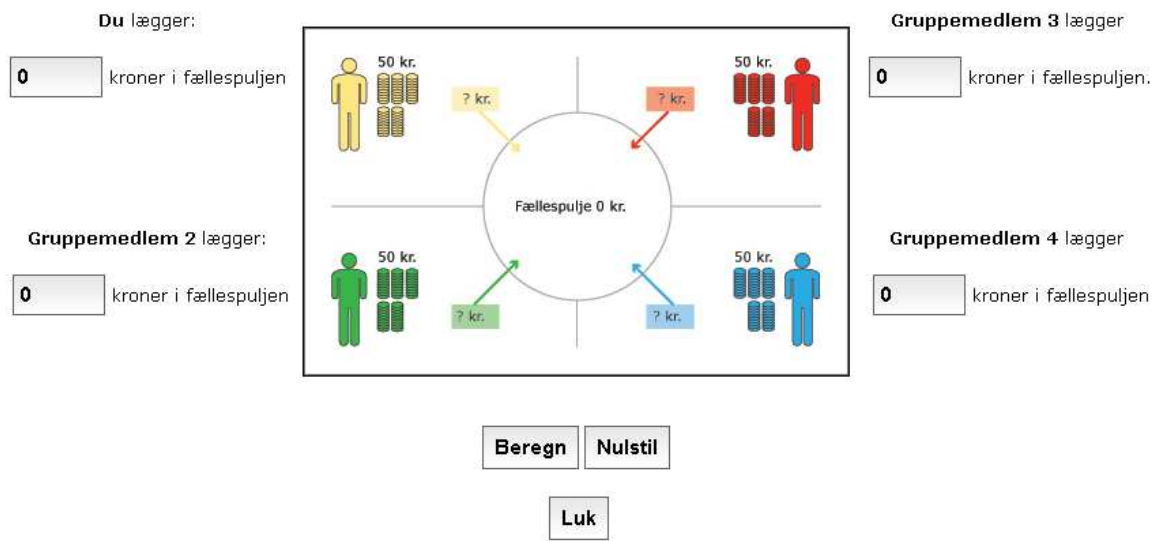 Du lægger:
0 kroner i fællespuljen
Gruppemedlem 2 lægger:
0 kroner i fællespuljen
50 kr.
? kr.
50 kr.
? kr.
Fællespulje 0 kr.
50 kr.
? kr.
50 kr.
? kr.
Gruppemedlem 3 lægger
0 kroner i fællespuljen.
Gruppemedlem 4 lægger
0 kroner i fællespuljen
Beregn Nulstil
Luk